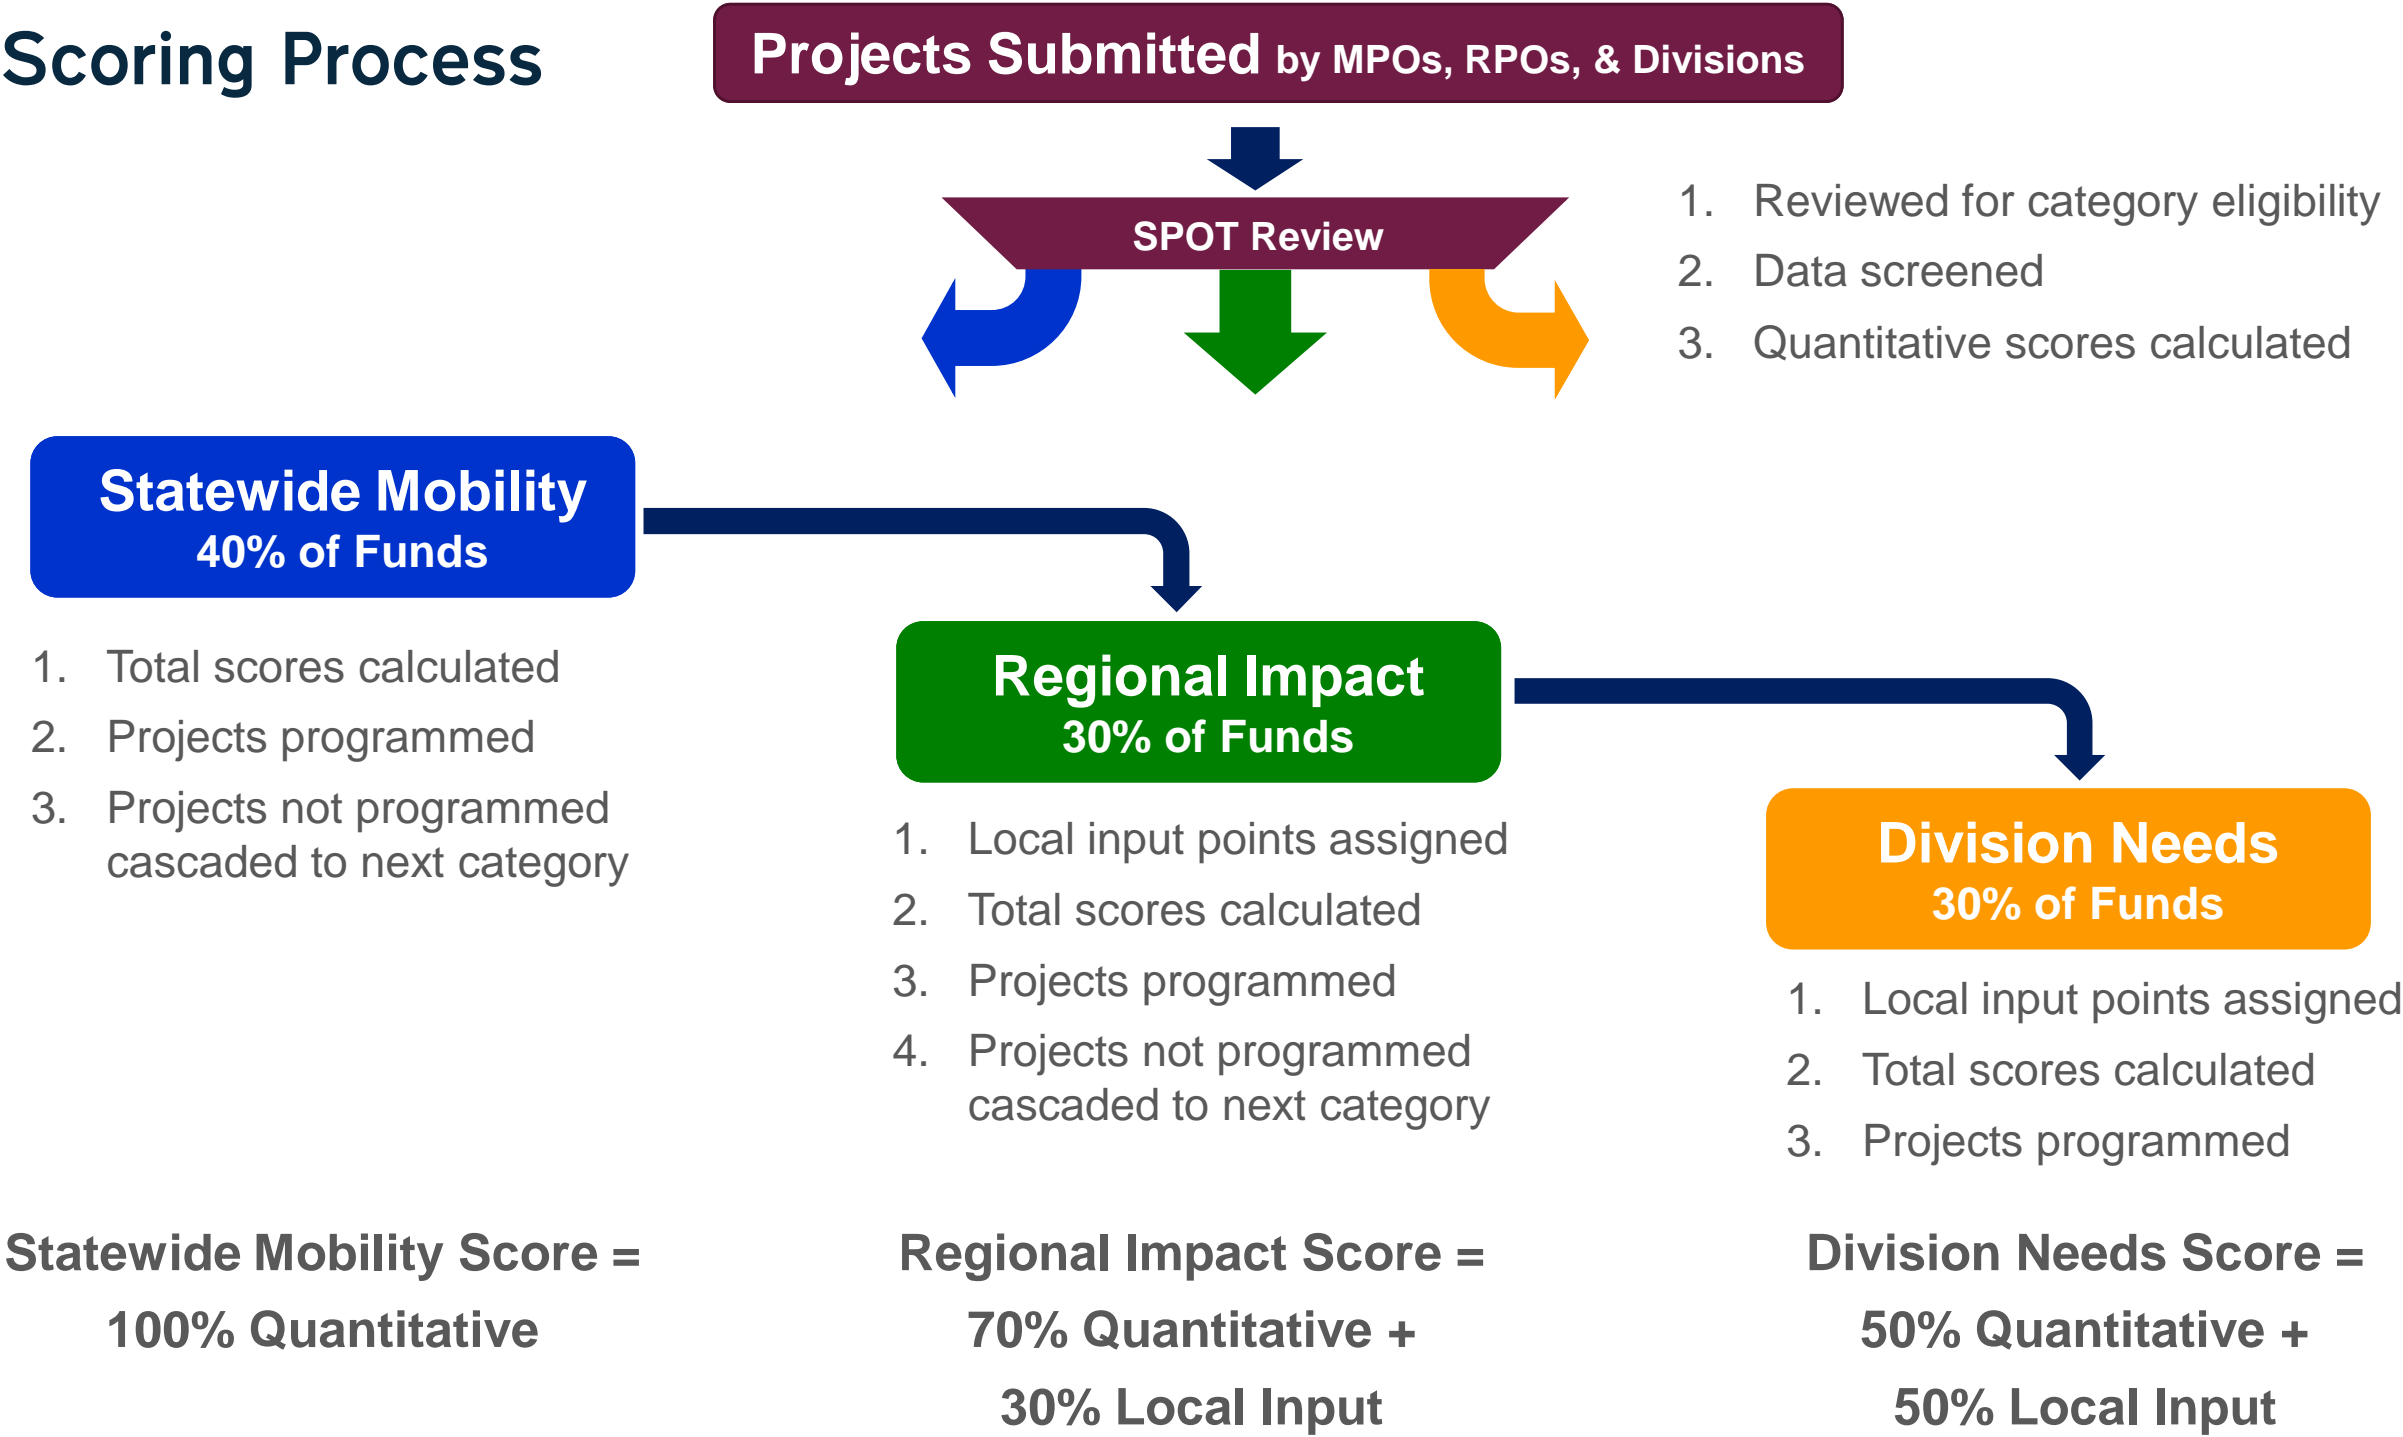 Scoring Process
Projects Submitted by MPOs, RPOs, & Divisions
SPOT Review
1. Reviewed for category eligibility
2. Data screened
3. Quantitative scores calculated
Statewide Mobility
40% of Funds
1. Total scores calculated
2. Projects programmed
3. Projects not programmed
cascaded to next category
Regional Impact
30% of Funds
1. Local input points assigned
2. Total scores calculated
3. Projects programmed
4. Projects not programmed
cascaded to next category
Division Needs
30% of Funds
1. Local input points assigned
2. Total scores calculated
3. Projects programmed
Statewide Mobility Score =
100% Quantitative
Regional Impact Score =
70% Quantitative +
30% Local Input
Division Needs Score =
50% Quantitative +
50% Local Input